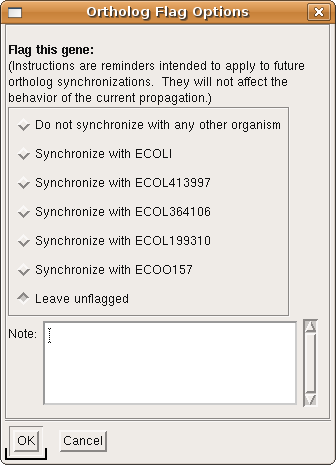 Ortholog Flag Options
Flag this gene:
(Instructions are reminders intended to apply to future
ortholog synchronizations. They will not affect the
behavior of the current propagation.)
Do not synchronize with any other organism
Synchronize with ECOLI
Synchronize with ECOL413997
Synchronize with ECOL364106
Synchronize with ECOL199310
Synchronize with ECOO157
Leave unflagged
Note:
OK Cancel